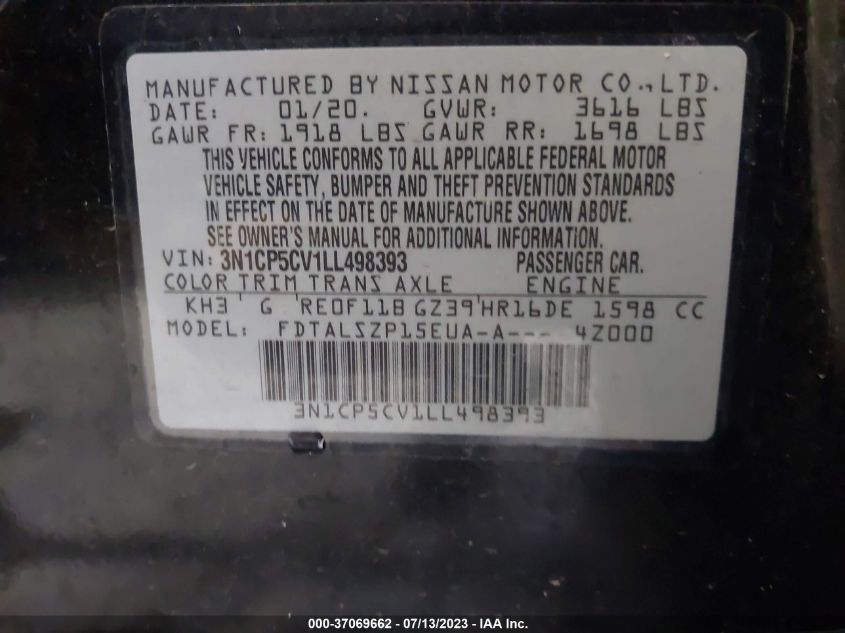 MANUFACTURED BY NISSAN MOTOR CO., LTD.
DATE: 01/20. GVWR: 3616 LBS
GAWR FR: 1918 LBS GAWR RR: 1698 LBS
THIS VEHICLE CONFORMS TO ALL APPLICABLE FEDERAL MOTOR
VEHICLE SAFETY, BUMPER AND THEFT PREVENTION STANDARDS
IN EFFECT ON THE DATE OF MANUFACTURE SHOWN ABOVE.
SEE OWNER'S MANUAL FOR ADDITIONAL INFORMATION.
VIN: 3N1CP5CV1LL498393 PASSENGER CAR.
COLOR TRIM TRANS AXLE ENGINE
KH3 ' G 'RE0F11B GZ39'HR16DE 1598 CC
MODEL: FDTALSZP15EUA-A--- 4Z000
3N1CP5CV1LL498393
000-37069662 - 07/13/2023 - IAA Inc.